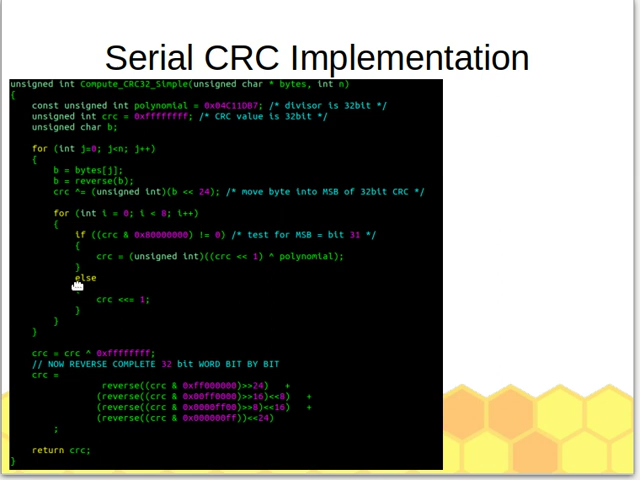 Serial CRC Implementation
unsigned int Compute_CRC32_Simple(unsigned char * bytes, int n)
{
    const unsigned int polynomial = 0x04C11DB7; /* divisor is 32bit */
    unsigned int crc = 0xffffffff; /* CRC value is 32bit */
    unsigned char b;

    for (int j=0; j<n; j++)
    {
        b = bytes[j];
        b = reverse(b);
        crc ^= (unsigned int)(b << 24); /* move byte into MSB of 32bit CRC */

        for (int i = 0; i < 8; i++)
        {
            if ((crc & 0x80000000) != 0) /* test for MSB = bit 31 */
            {
                crc = (unsigned int)((crc << 1) ^ polynomial);
            }
            else
                crc <<= 1;
            }
        }
    }

    crc = crc ^ 0xffffffff;
    // NOW REVERSE COMPLETE 32 bit WORD BIT BY BIT
    crc =
                 reverse((crc & 0xff000000)>>24)   +
                (reverse((crc & 0x00ff0000)>>16)<<8)   +
                (reverse((crc & 0x0000ff00)>>8)<<16)   +
                (reverse((crc & 0x000000ff))<<24)
        ;

    return crc;
}